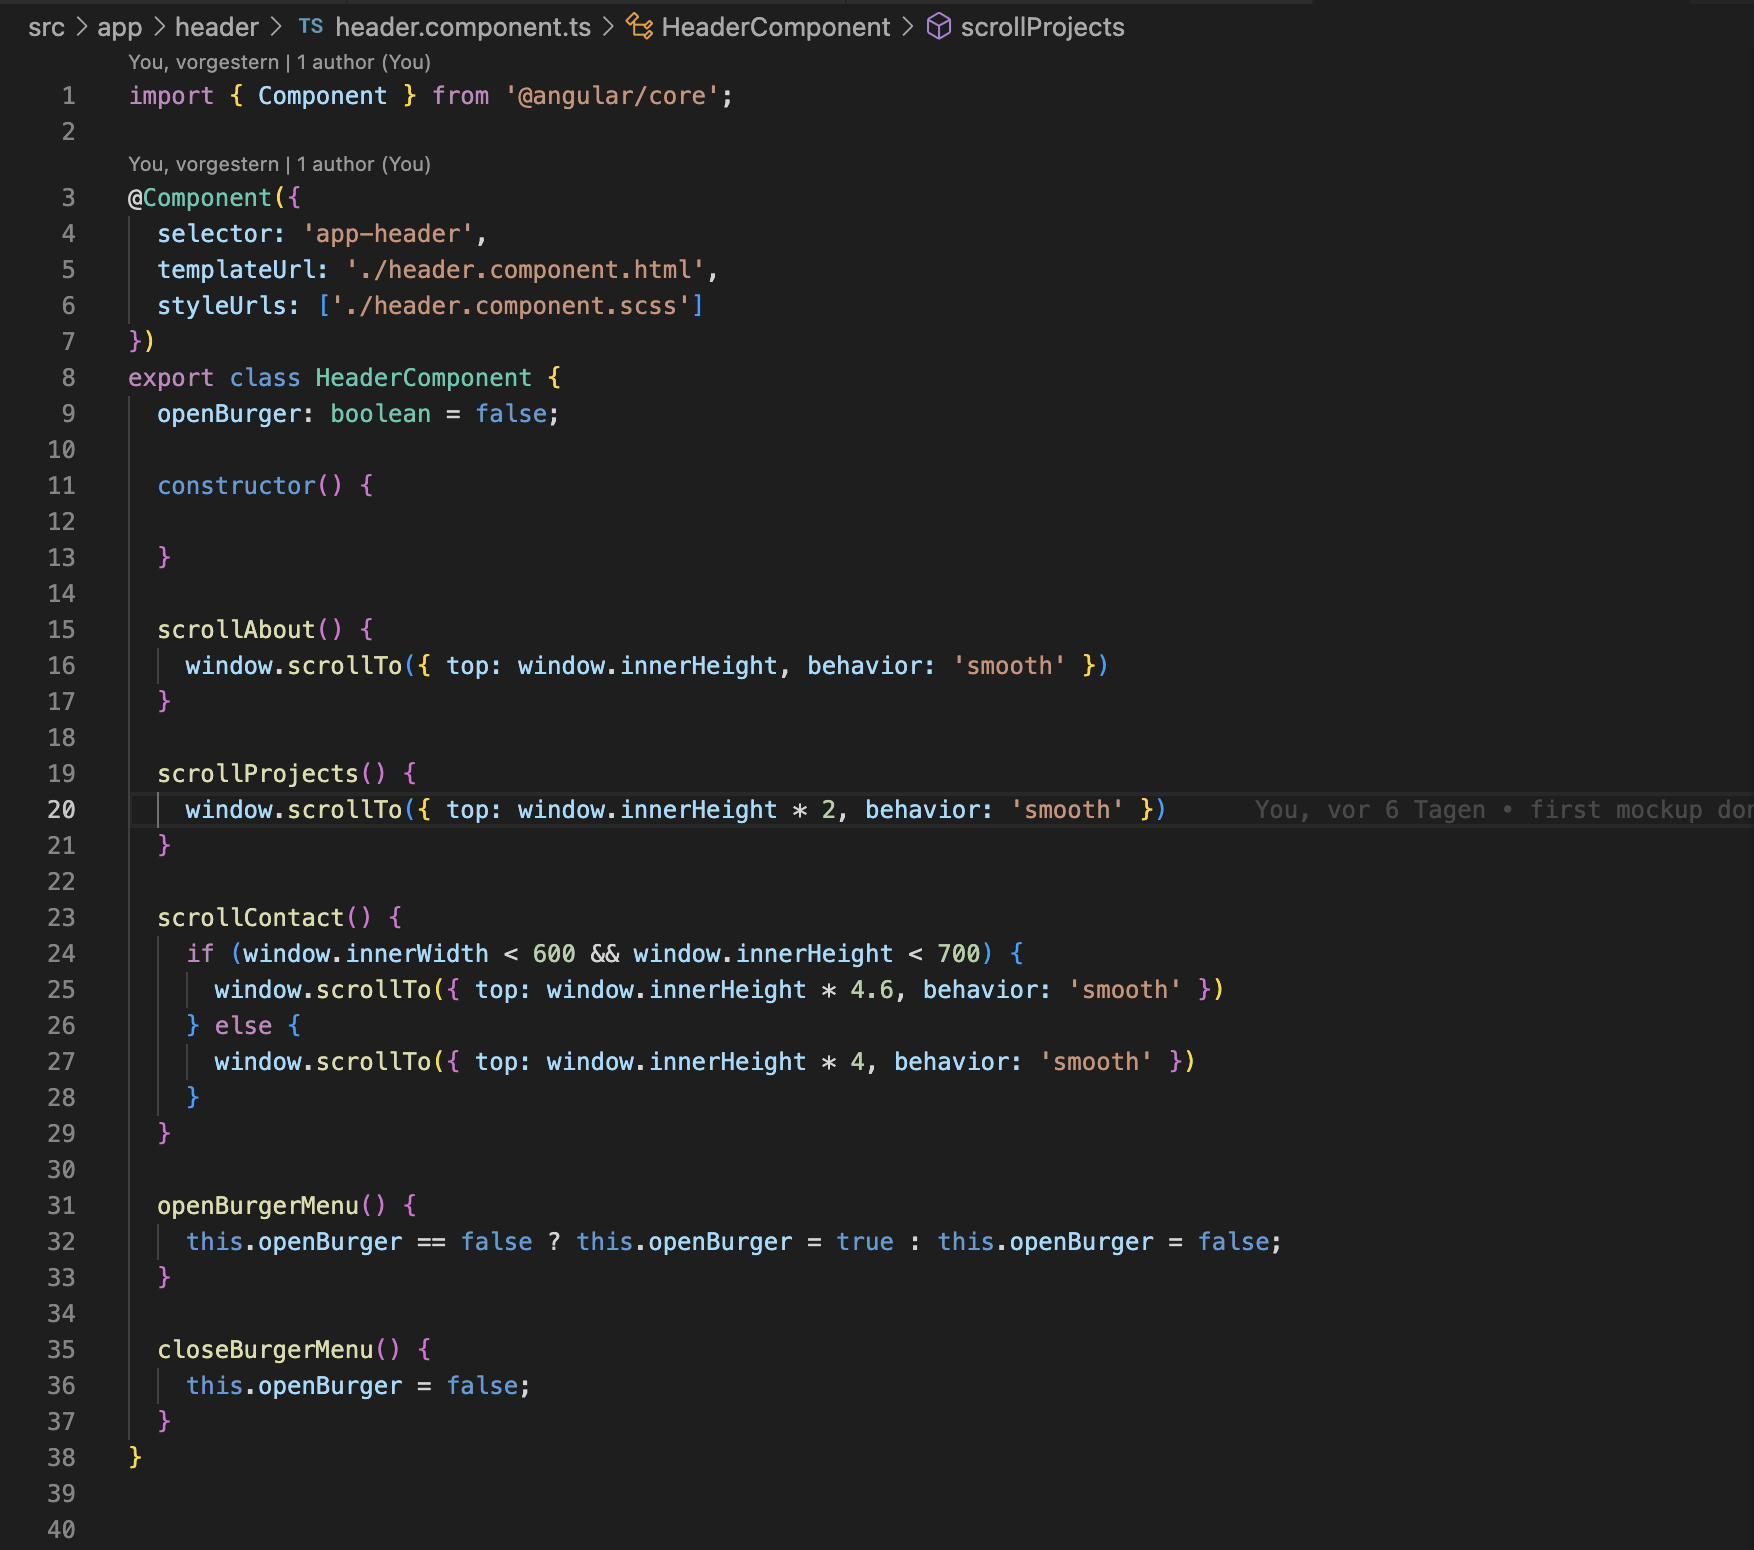 src > app > header > TS header.component.ts > HeaderComponent > scrollProjects
You, vorgestern | 1 author (You)
1 import { Component } from '@angular/core';
2
You, vorgestern | 1 author (You)
3 @Component({
4   selector: 'app-header',
5   templateUrl: './header.component.html',
6   styleUrls: ['./header.component.scss']
7 })
8 export class HeaderComponent {
9   openBurger: boolean = false;
10
11   constructor() {
12
13   }
14
15   scrollAbout() {
16     window.scrollTo({ top: window.innerHeight, behavior: 'smooth' })
17   }
18
19   scrollProjects() {
20     window.scrollTo({ top: window.innerHeight * 2, behavior: 'smooth' })      You, vor 6 Tagen • first mockup
21   }
22
23   scrollContact() {
24     if (window.innerWidth < 600 && window.innerHeight < 700) {
25       window.scrollTo({ top: window.innerHeight * 4.6, behavior: 'smooth' })
26     } else {
27       window.scrollTo({ top: window.innerHeight * 4, behavior: 'smooth' })
28     }
29   }
30
31   openBurgerMenu() {
32     this.openBurger == false ? this.openBurger = true : this.openBurger = false;
33   }
34
35   closeBurgerMenu() {
36     this.openBurger = false;
37   }
38 }
39
40